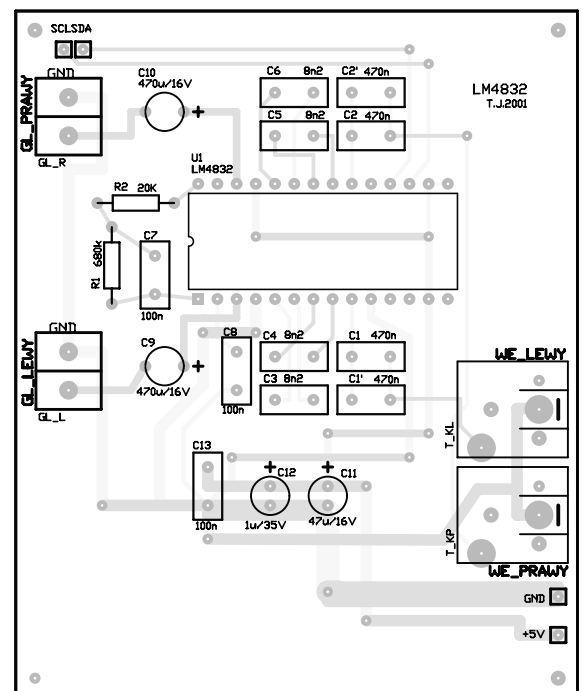 SCLSDA
GND
C10
470u/16V
C6 8n2 C2' 470n
LM4832
T.J.2001
GL_PRAWY
C5 8n2 C2 470n
GL_R
U1
LM4832
R2 20K
C7
R1 680k
100n
GND
C8
C9
C4 8n2 C1 470n
GL_LEWY
WE_LEWY
470u/16V
C3 8n2 C1' 470n
100n
GL_L
T_KL
C13
C12
C11
100n
1u/35V
47u/16V
T_KP
WE_PRAWY
GND
+5V